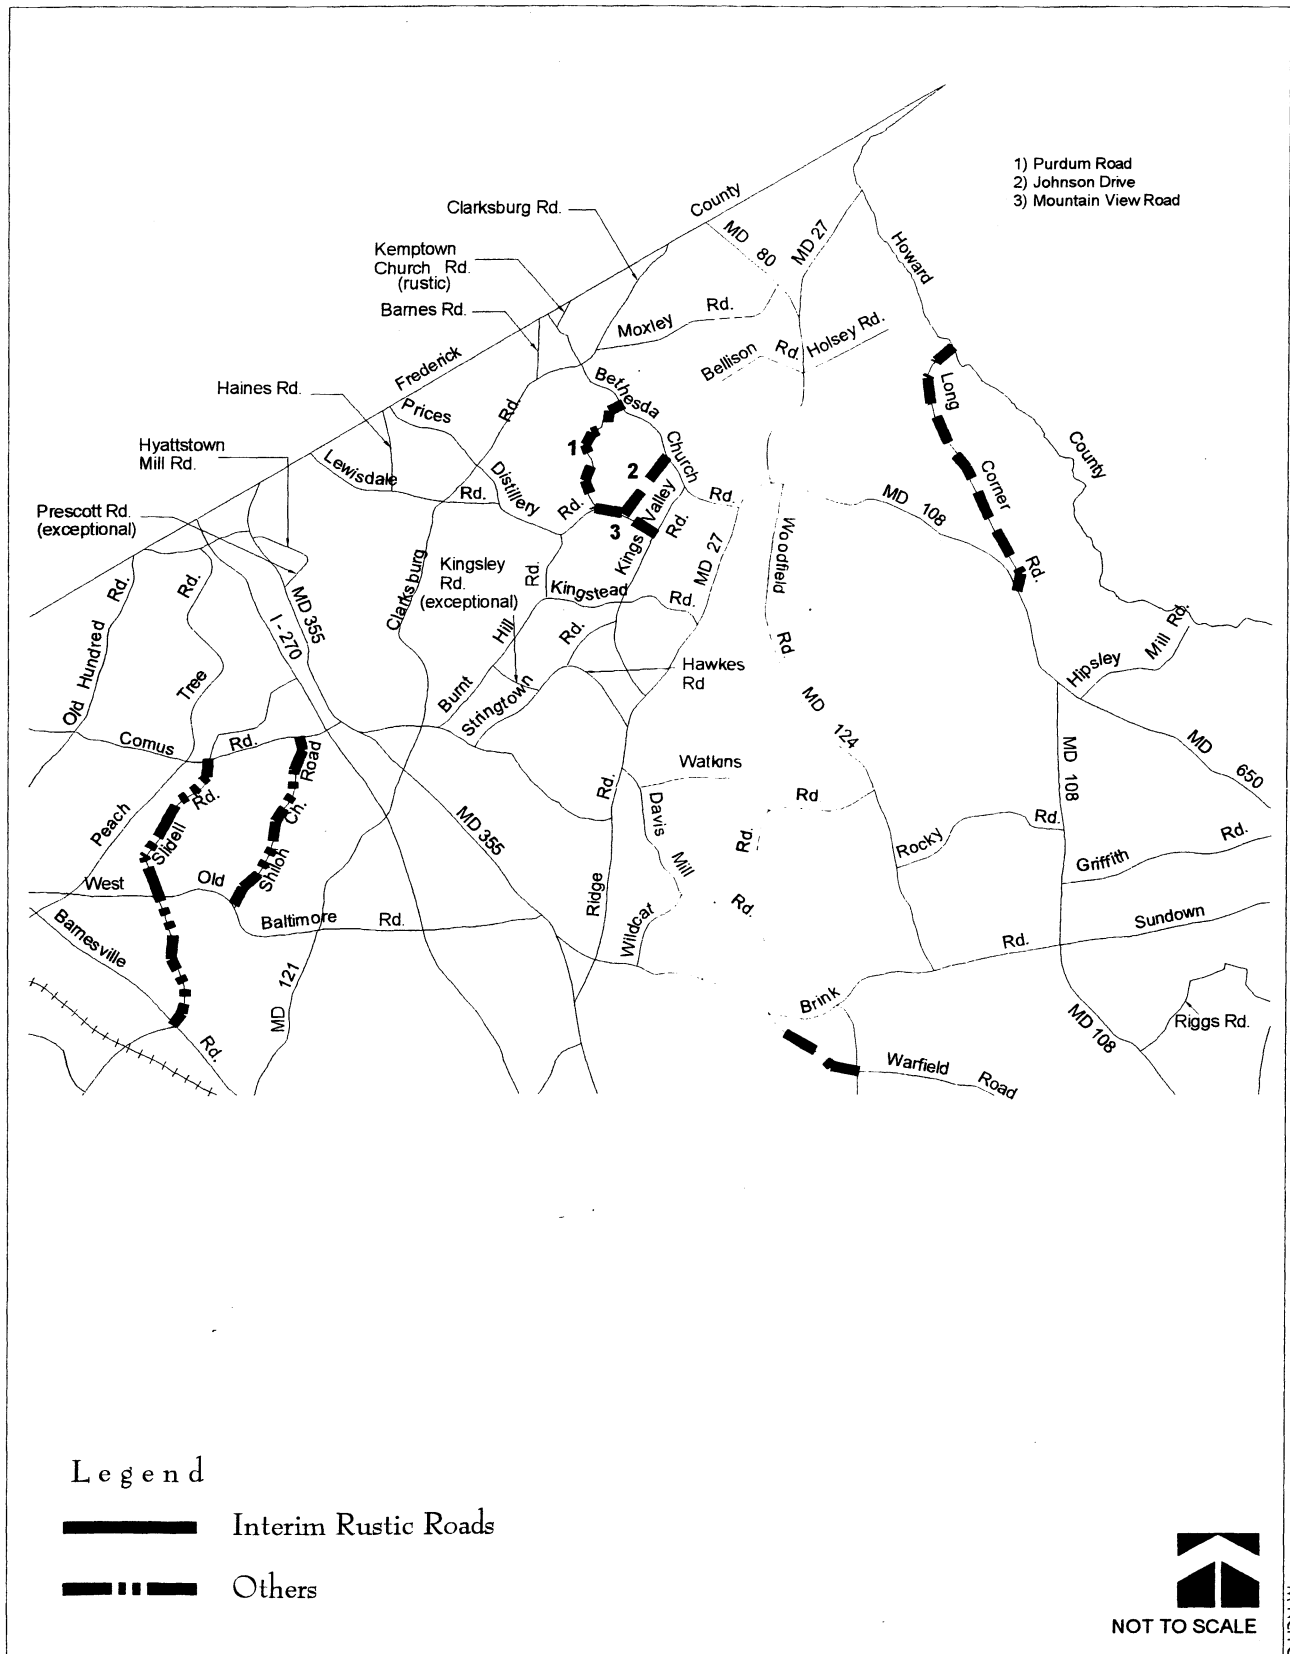 1) Purdum Road
2) Johnson Drive
3) Mountain View Road
Clarksburg Rd.
County
MD 80
MD 27
Howard
Kemptown
Church Rd.
(rustic)
Barnes Rd.
Moxley Rd.
Bellison Rd.
Holsey Rd.
Frederick
Haines Rd.
Prices
Distillery
Rd.
Rd.
Bethesda
Church
Rd.
Long
Corner
Rd.
County
Hyattstown
Mill Rd.
Lewisdale
Rd.
1
2
3
Prescott Rd.
(exceptional)
Kings
Valley
Rd.
MD 27
MD 108
Woodfield
Rd.
Clarksburg
Kingsley
Rd.
(exceptional)
Kingstead
Rd.
Rd.
Hill
Burnt
Stringtown
Rd.
Hawkes
Rd
Old Hundred Rd.
Rd.
Tree
Peach
MD 355
I - 270
Hipsley
Mill Rd.
Comus
Rd.
MD 124
MD 108
MD 650
Watkins
Rd
Rd.
Davis
Mill
Rd.
Rd.
Slidell
Rd.
Shiloh
Ch.
Road
MD 355
Rocky
Rd.
Griffith
Rd.
West
Old
Baltimore
Rd.
Ridge
Wildcat
Sundown
Rd.
Barnesville
Rd.
MD 121
Brink
MD 108
Riggs Rd.
Warfield
Road
Legend
Interim Rustic Roads
Others
NOT TO SCALE